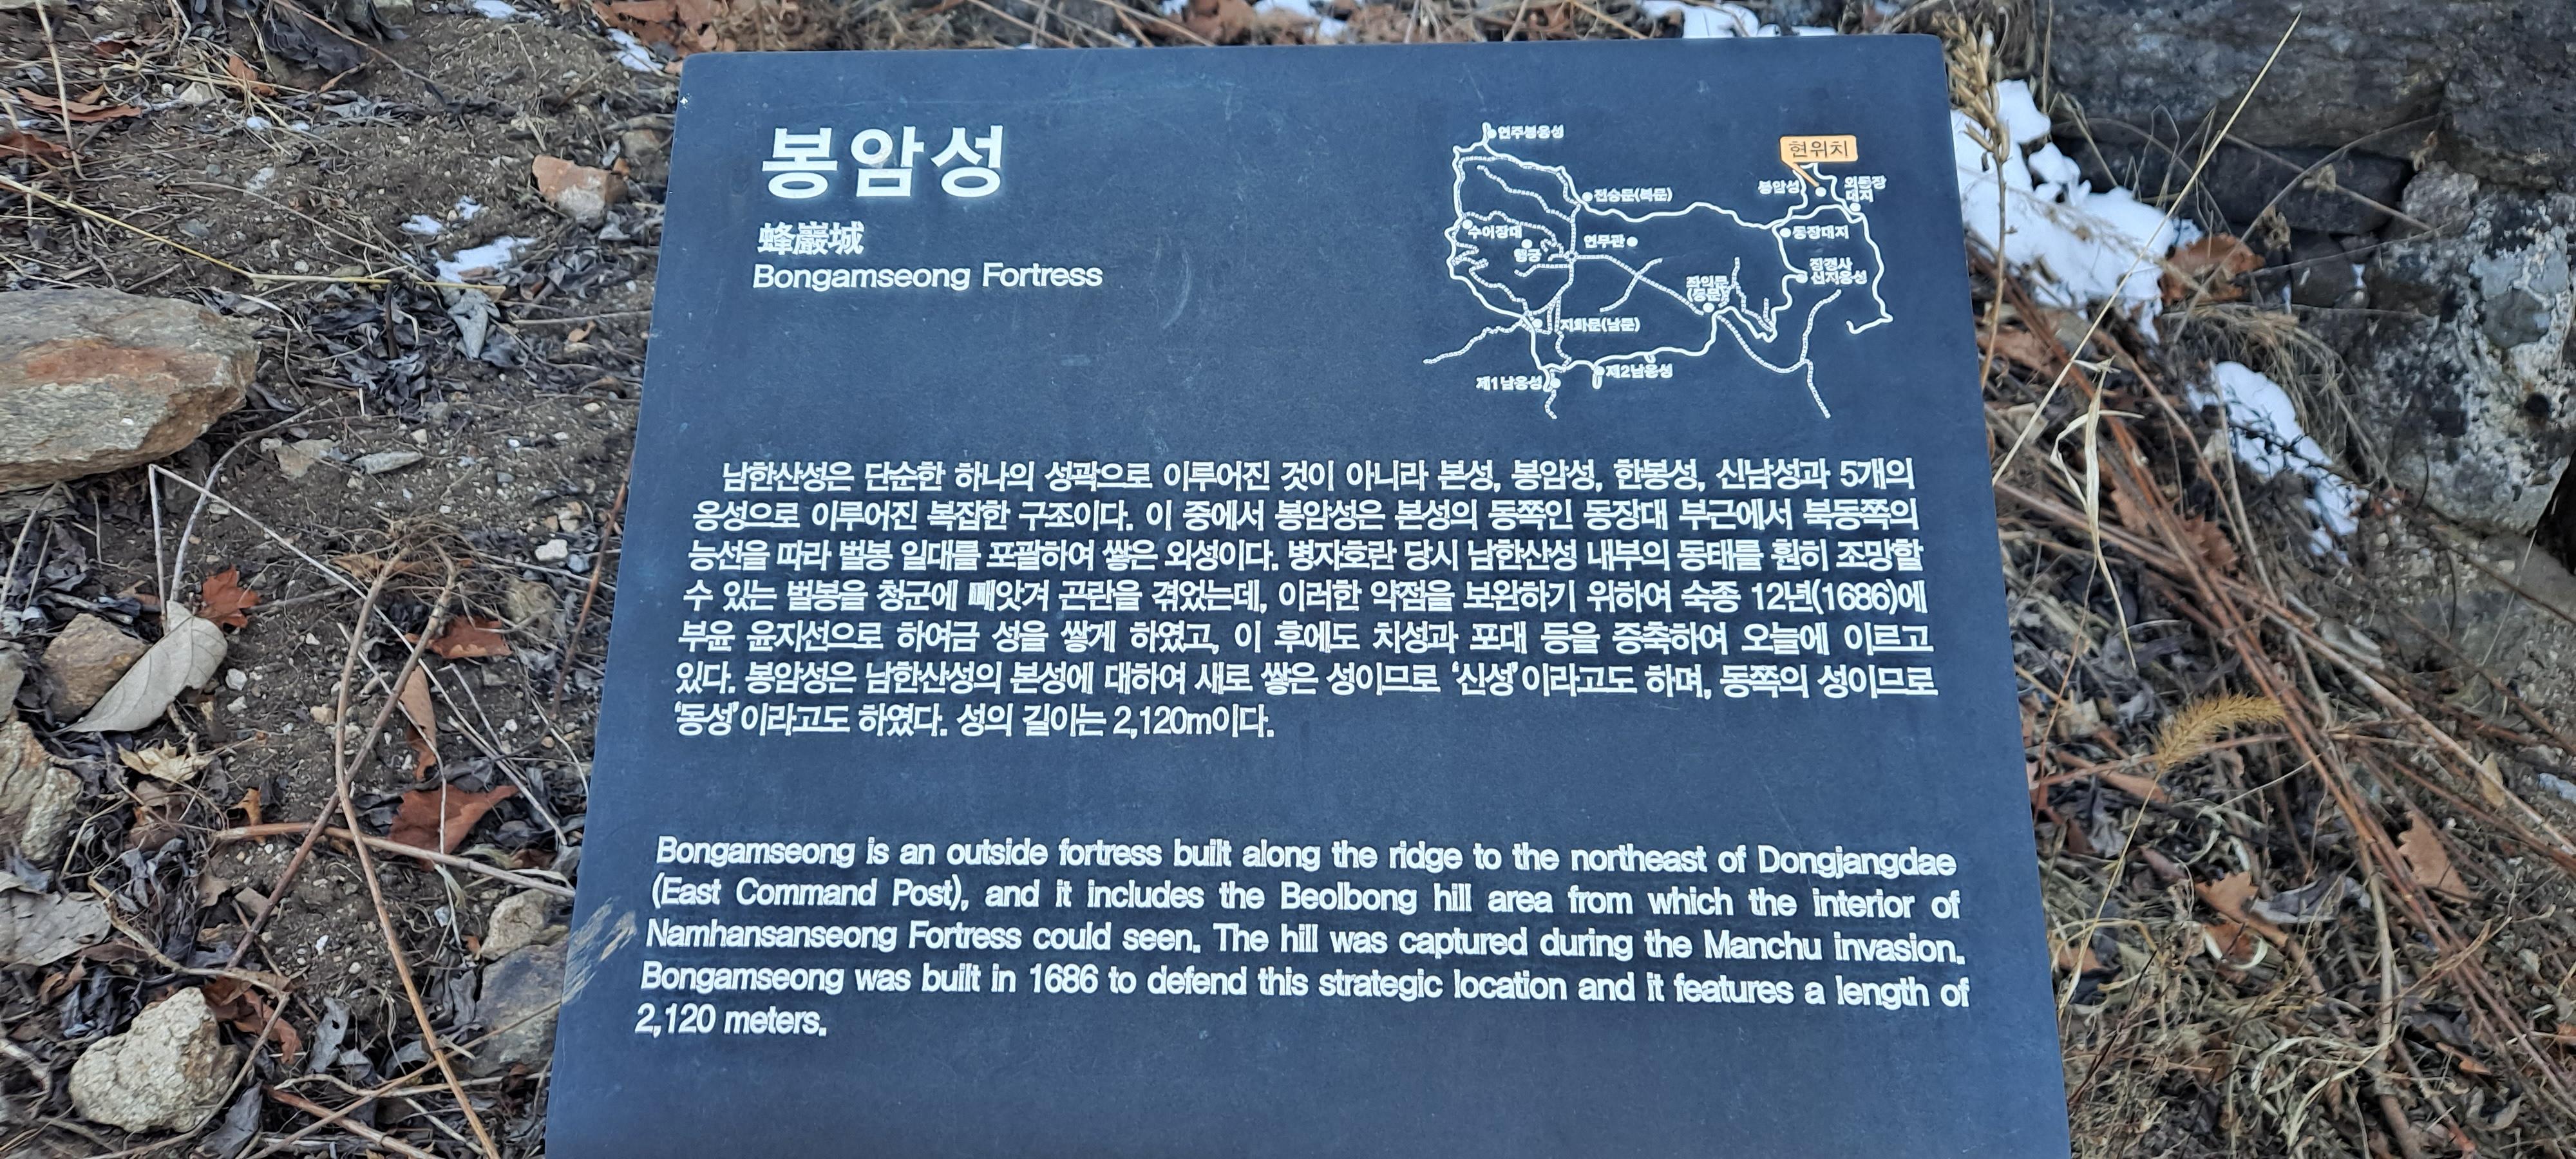 봉암성
蜂巖城
Bongamseong Fortress
연주봉옹성
현위치
전승문(북문)
봉암성
외동장
대지
수어장대
연무관
동장대지
행궁
장경사
신지옹성
좌익문
(동문)
지화문(남문)
제1남옹성
제2남옹성
남한산성은 단순한 하나의 성곽으로 이루어진 것이 아니라 본성, 봉암성, 한봉성, 신남성과 5개의
옹성으로 이루어진 복잡한 구조이다. 이 중에서 봉암성은 본성의 동쪽인 동장대 부근에서 북동쪽의
능선을 따라 벌봉 일대를 포괄하여 쌓은 외성이다. 병자호란 당시 남한산성 내부의 동태를 훤히 조망할
수 있는 벌봉을 청군에 빼앗겨 곤란을 겪었는데, 이러한 약점을 보완하기 위하여 숙종 12년(1686)에
부윤 윤지선으로 하여금 성을 쌓게 하였고, 이 후에도 치성과 포대 등을 증축하여 오늘에 이르고
있다. 봉암성은 남한산성의 본성에 대하여 새로 쌓은 성이므로 ‘신성’이라고도 하며, 동쪽의 성이므로
‘동성’이라고도 하였다. 성의 길이는 2,120m이다.
Bongamseong is an outside fortress built along the ridge to the northeast of Dongjangdae
(East Command Post), and it includes the Beolbong hill area from which the interior of
Namhansanseong Fortress could seen. The hill was captured during the Manchu invasion.
Bongamseong was built in 1686 to defend this strategic location and it features a length of
2,120 meters.